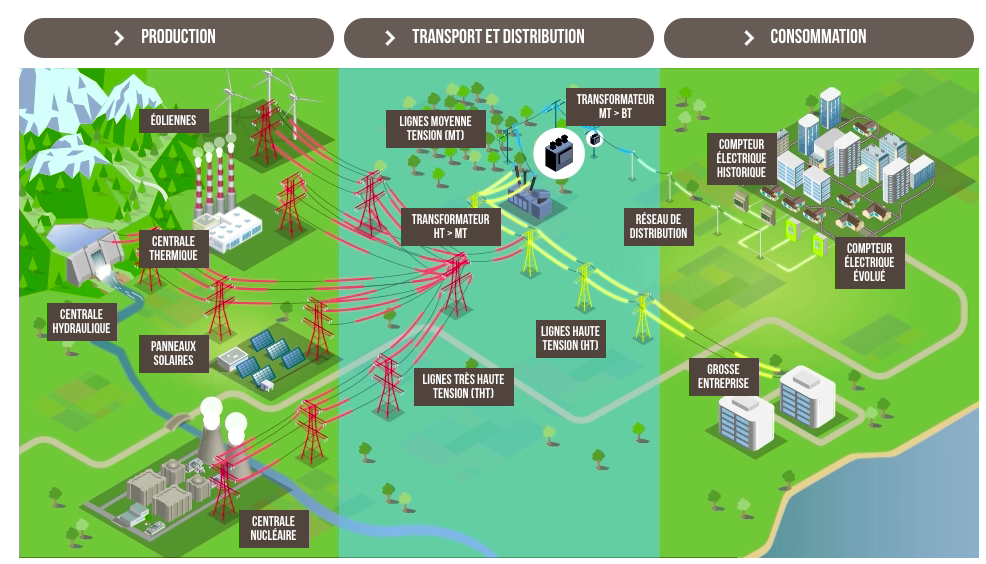 PRODUCTION
TRANSPORT ET DISTRIBUTION
CONSOMMATION
ÉOLIENNES
LIGNES MOYENNE
TENSION (MT)
TRANSFORMATEUR
MT > BT
COMPTEUR
ÉLECTRIQUE
HISTORIQUE
CENTRALE
THERMIQUE
TRANSFORMATEUR
HT > MT
RÉSEAU DE
DISTRIBUTION
COMPTEUR
ÉLECTRIQUE
ÉVOLUÉ
CENTRALE
HYDRAULIQUE
PANNEAUX
SOLAIRES
LIGNES HAUTE
TENSION (HT)
LIGNES TRÈS HAUTE
TENSION (THT)
GROSSE
ENTREPRISE
CENTRALE
NUCLÉAIRE